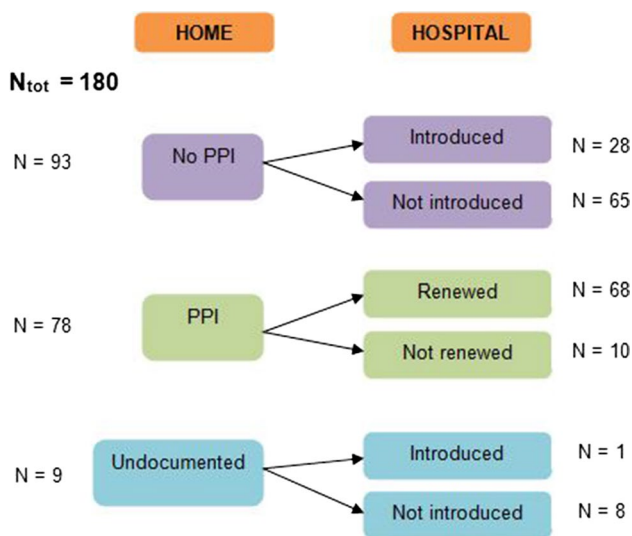 HOME
HOSPITAL
Ntot = 180
N = 93
No PPI
Introduced
N = 28
Not introduced
N = 65
N = 78
PPI
Renewed
N = 68
Not renewed
N = 10
N = 9
Undocumented
Introduced
N = 1
Not introduced
N = 8